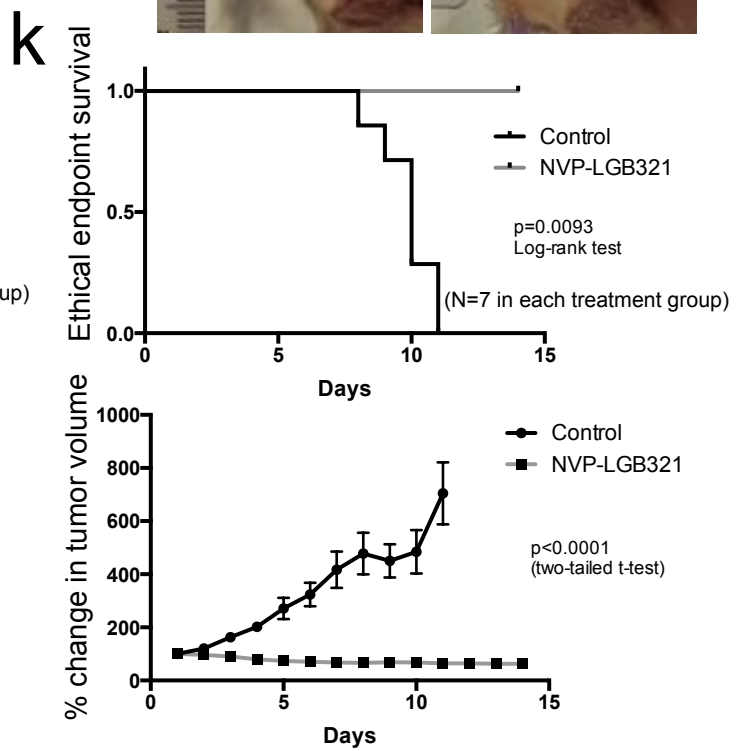 k
Ethical endpoint survival
1.0
0.5
0.0
0
5
10
15
Days
Control
NVP-LGB321
p=0.0093
Log-rank test
(N=7 in each treatment group)
up)
% change in tumor volume
1000
800
600
400
200
0
0
5
10
15
Days
Control
NVP-LGB321
p<0.0001
(two-tailed t-test)